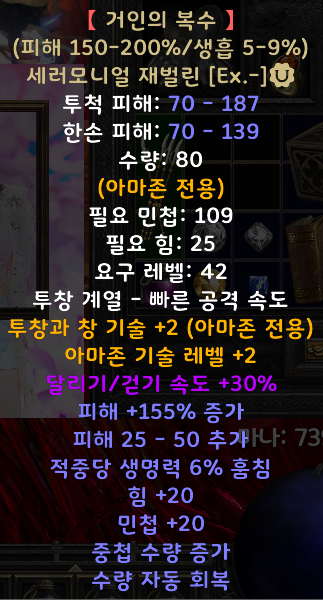 【 거인의 복수 】
(피해 150-200%/생흡 5-9%)
세러모니얼 재벌린 [Ex.-]
투척 피해: 70 - 187
한손 피해: 70 - 139
수량: 80
(아마존 전용)
필요 민첩: 109
필요 힘: 25
요구 레벨: 42
투창 계열 - 빠른 공격 속도
투창과 창 기술 +2 (아마존 전용)
아마존 기술 레벨 +2
달리기/걷기 속도 +30%
피해 +155% 증가
피해 25 - 50 추가
마나: 73
적중당 생명력 6% 훔침
힘 +20
민첩 +20
중첩 수량 증가
수량 자동 회복